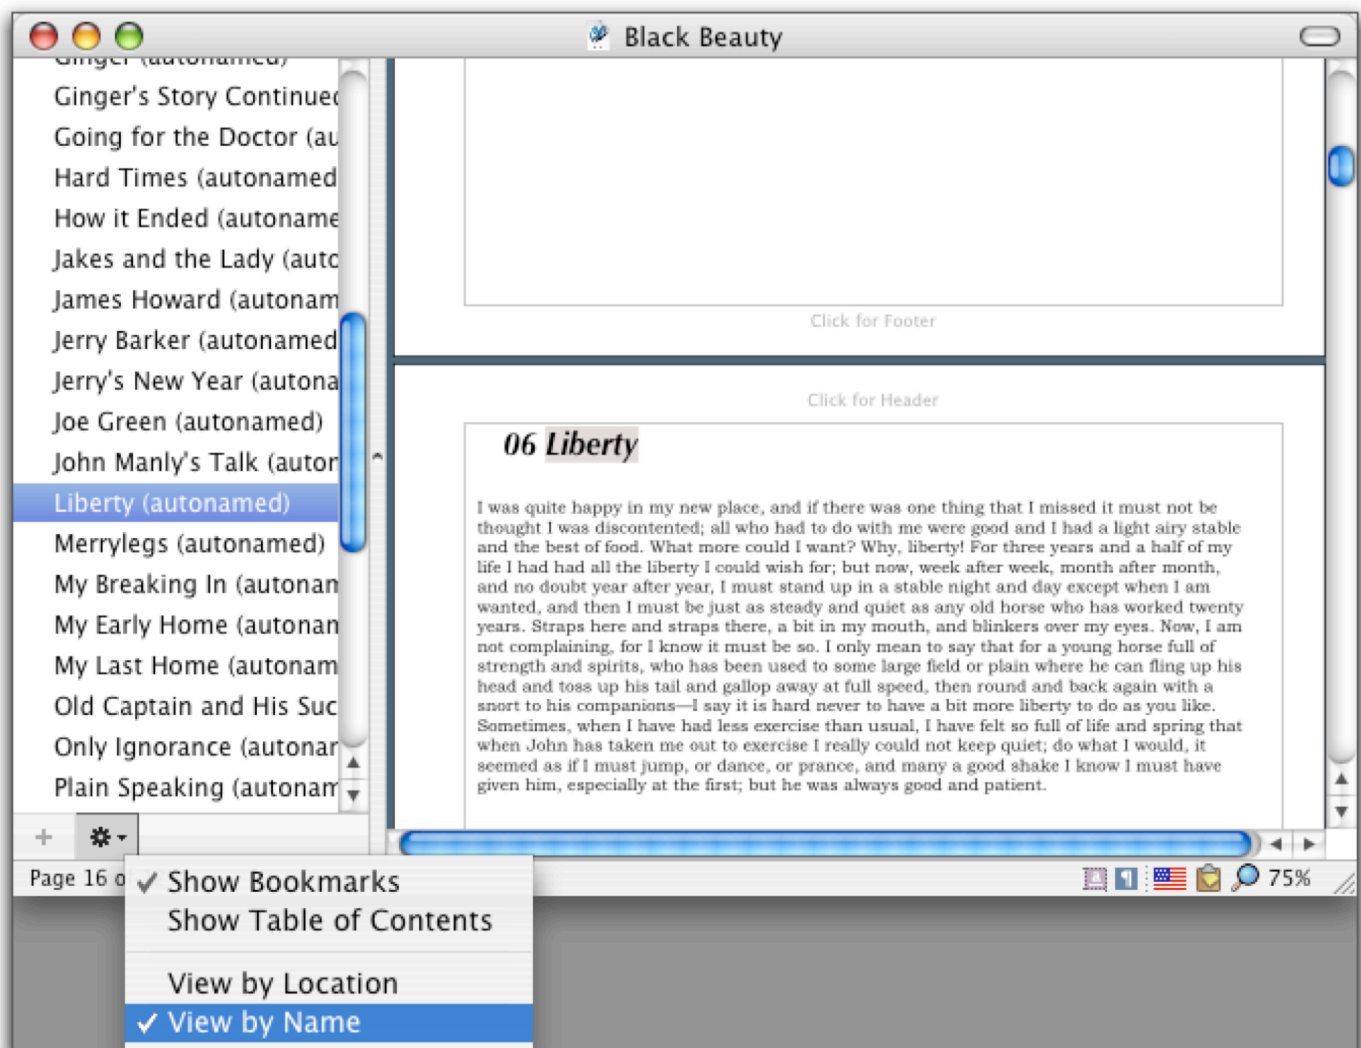 Black Beauty
Ginger (autonamed)
Ginger's Story Continued
Going for the Doctor (au
Hard Times (autonamed
How it Ended (autoname
Jakes and the Lady (auto
James Howard (autonam
Jerry Barker (autonamed
Jerry's New Year (autona
Joe Green (autonamed)
John Manly's Talk (auton
Liberty (autonamed)
Merrylegs (autonamed)
My Breaking In (autonam
My Early Home (autonam
My Last Home (autonam
Old Captain and His Suc
Only Ignorance (autonar
Plain Speaking (autonam
Click for Footer
Click for Header
06 Liberty
I was quite happy in my new place, and if there was one thing that I missed it must not be
thought I was discontented; all who had to do with me were good and I had a light airy stable
and the best of food. What more could I want? Why, liberty! For three years and a half of my
life I had had all the liberty I could wish for; but now, week after week, month after month,
and no doubt year after year, I must stand up in a stable night and day except when I am
wanted, and then I must be just as steady and quiet as any old horse who has worked twenty
years. Straps here and straps there, a bit in my mouth, and blinkers over my eyes. Now, I am
not complaining, for I know it must be so. I only mean to say that for a young horse full of
strength and spirits, who has been used to some large field or plain where he can fling up his
head and toss up his tail and gallop away at full speed, then round and back again with a
snort to his companions—I say it is hard never to have a bit more liberty to do as you like.
Sometimes, when I have had less exercise than usual, I have felt so full of life and spring that
when John has taken me out to exercise I really could not keep quiet; do what I would, it
seemed as if I must jump, or dance, or prance, and many a good shake I know I must have
given him, especially at the first; but he was always good and patient.
Page 16 o
75%
Show Bookmarks
Show Table of Contents
View by Location
View by Name